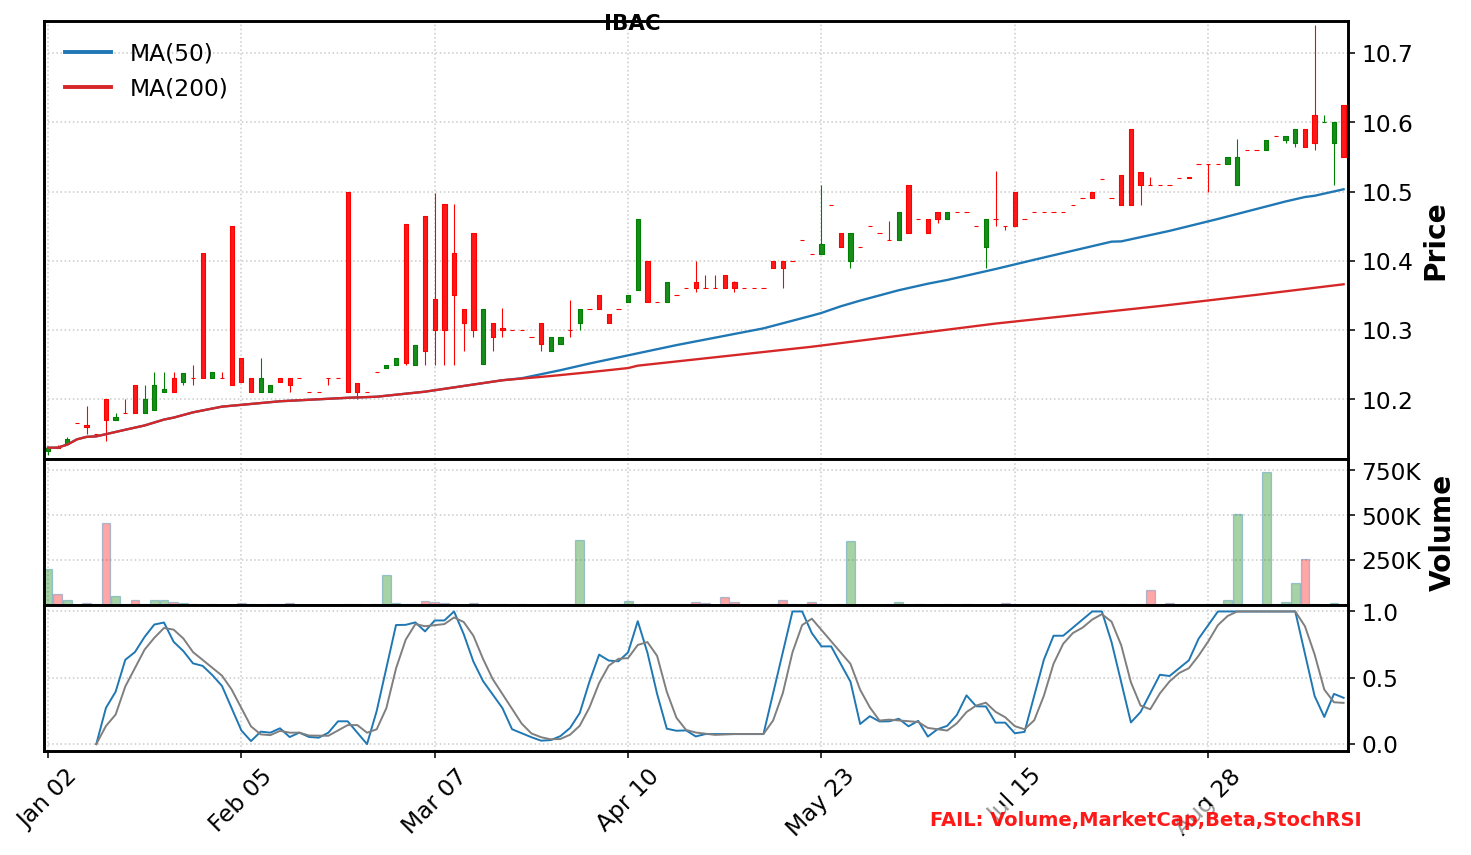 IBAC
MA(50)
MA(200)
10.7
10.6
10.5
10.4
10.3
10.2
Price
750K
500K
250K
Volume
1.0
0.5
0.0
Jan 02
Feb 05
Mar 07
Apr 10
May 23
Jul 15
Aug 28
FAIL: Volume,MarketCap,Beta,StochRSI